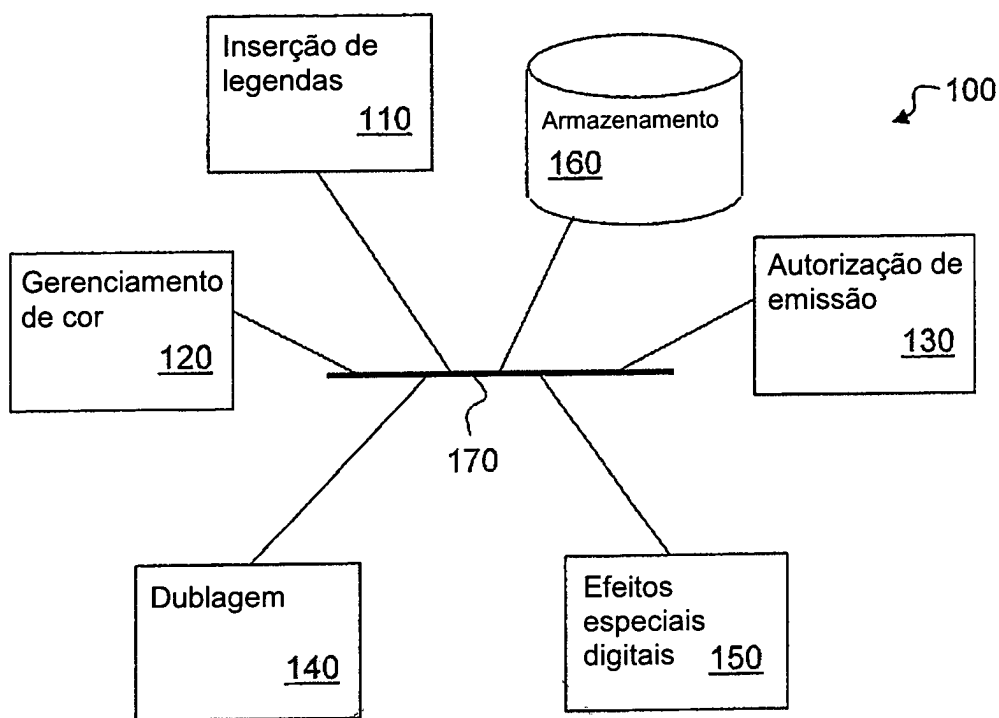 Inserção de
legendas
110
Armazenamento
160
100
Gerenciamento
de cor
120
Autorização de
emissão
130
170
Dublagem
140
Efeitos
especiais
digitais
150